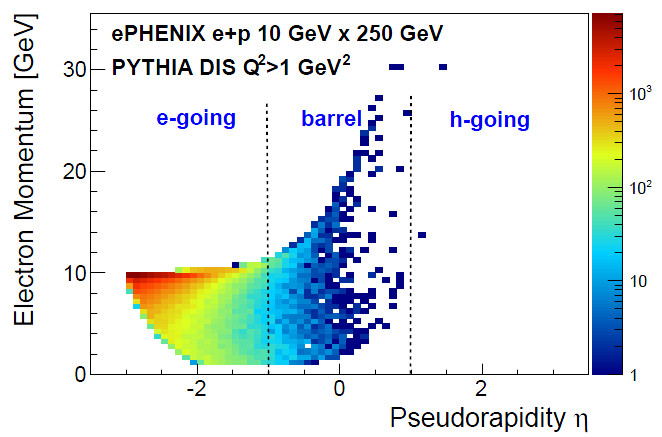 ePHENIX e+p 10 GeV x 250 GeV
PYTHIA DIS Q²>1 GeV²
e-going barrel h-going
Electron Momentum [GeV]
30
20
10
0
-2 0 2
Pseudorapidity η
10³
10²
10
1